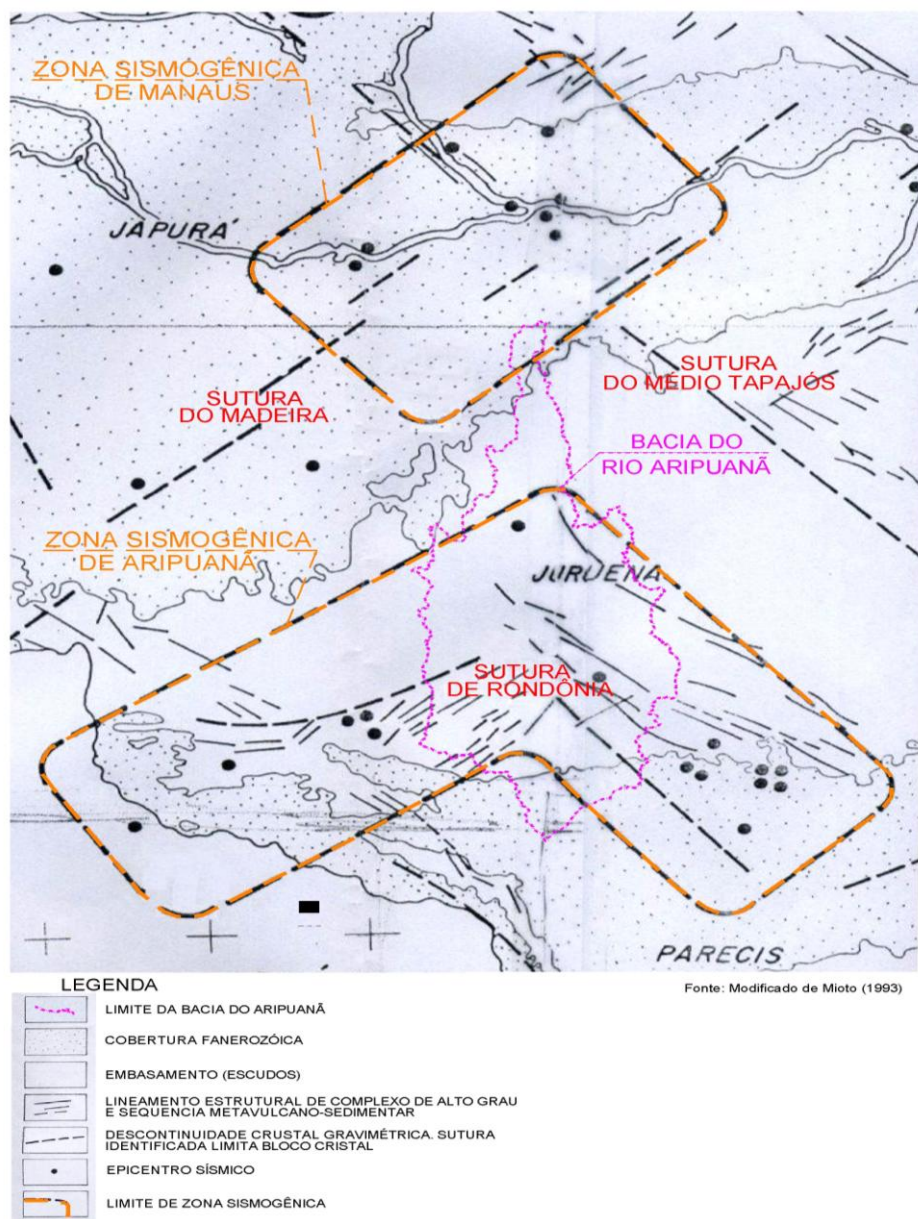 ZONA SISMOGÊNICA
DE MANAUS
JAPURÁ
SUTURA
DO MADEIRA
SUTURA
DO MÉDIO TAPAJÓS
BACIA DO
RIO ARIPUANÃ
ZONA SISMOGÊNICA
DE ARIPUANÃ
JURUENA
SUTURA
DE RONDÔNIA
PARECIS
LEGENDA
Fonte: Modificado de Mioto (1993)
LIMITE DA BACIA DO ARIPUANÃ
COBERTURA FANEROZÓICA
EMBASAMENTO (ESCUDOS)
LINEAMENTO ESTRUTURAL DE COMPLEXO DE ALTO GRAU
E SEQUENCIA METAVULCANO-SEDIMENTAR
DESCONTINUIDADE CRUSTAL GRAVIMÉTRICA. SUTURA
IDENTIFICADA LIMITA BLOCO CRISTAL
EPICENTRO SÍSMICO
LIMITE DE ZONA SISMOGÊNICA